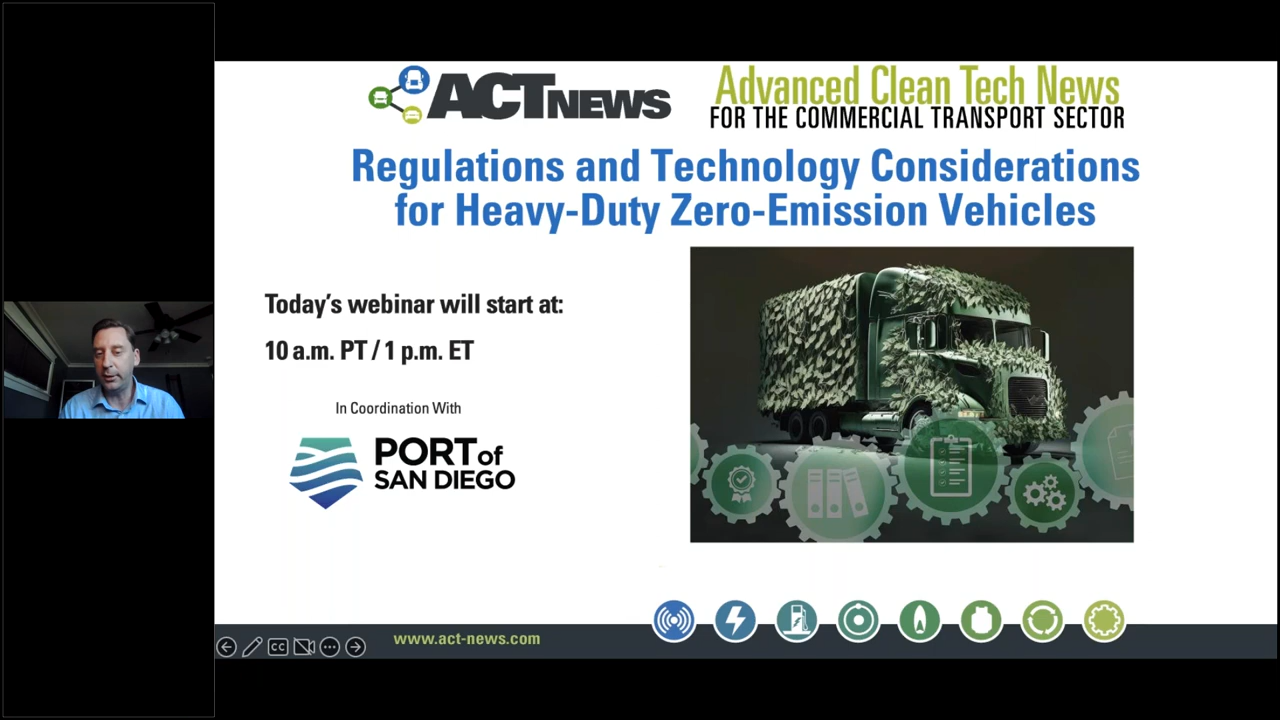 ACTNEWS
Advanced Clean Tech News
FOR THE COMMERCIAL TRANSPORT SECTOR
Regulations and Technology Considerations
for Heavy-Duty Zero-Emission Vehicles
Today's webinar will start at:
10 a.m. PT / 1 p.m. ET
In Coordination With
PORT of
SAN DIEGO
CC
www.act-news.com